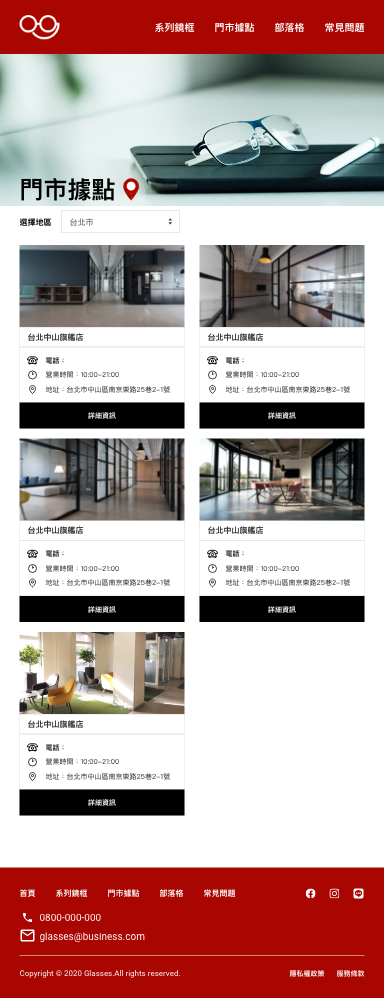 系列鏡框 門市據點 部落格 常見問題
門市據點
選擇地區 台北市
台北中山旗艦店
電話：
營業時間：10:00~21:00
地址：台北市中山區南京東路25巷2-1號
詳細資訊
台北中山旗艦店
電話：
營業時間：10:00~21:00
地址：台北市中山區南京東路25巷2-1號
詳細資訊
台北中山旗艦店
電話：
營業時間：10:00~21:00
地址：台北市中山區南京東路25巷2-1號
詳細資訊
台北中山旗艦店
電話：
營業時間：10:00~21:00
地址：台北市中山區南京東路25巷2-1號
詳細資訊
台北中山旗艦店
電話：
營業時間：10:00~21:00
地址：台北市中山區南京東路25巷2-1號
詳細資訊
首頁 系列鏡框 門市據點 部落格 常見問題
0800-000-000
glasses@business.com
Copyright © 2020 Glasses.All rights reserved. 隱私權政策 服務條款